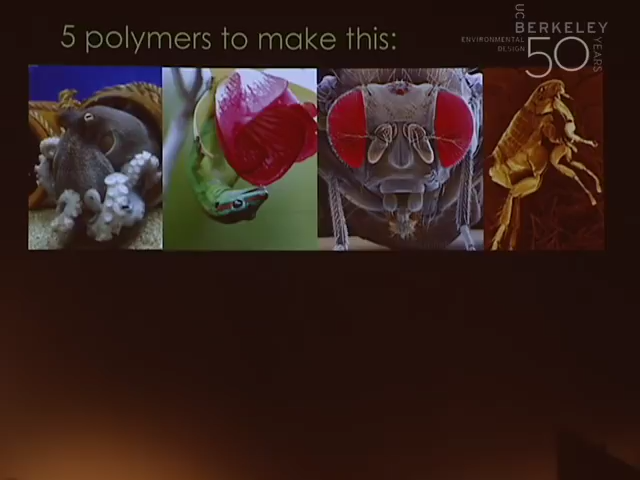 5 polymers to make this:
UC
BERKELEY
ENVIRONMENTAL
DESIGN
50
YEARS